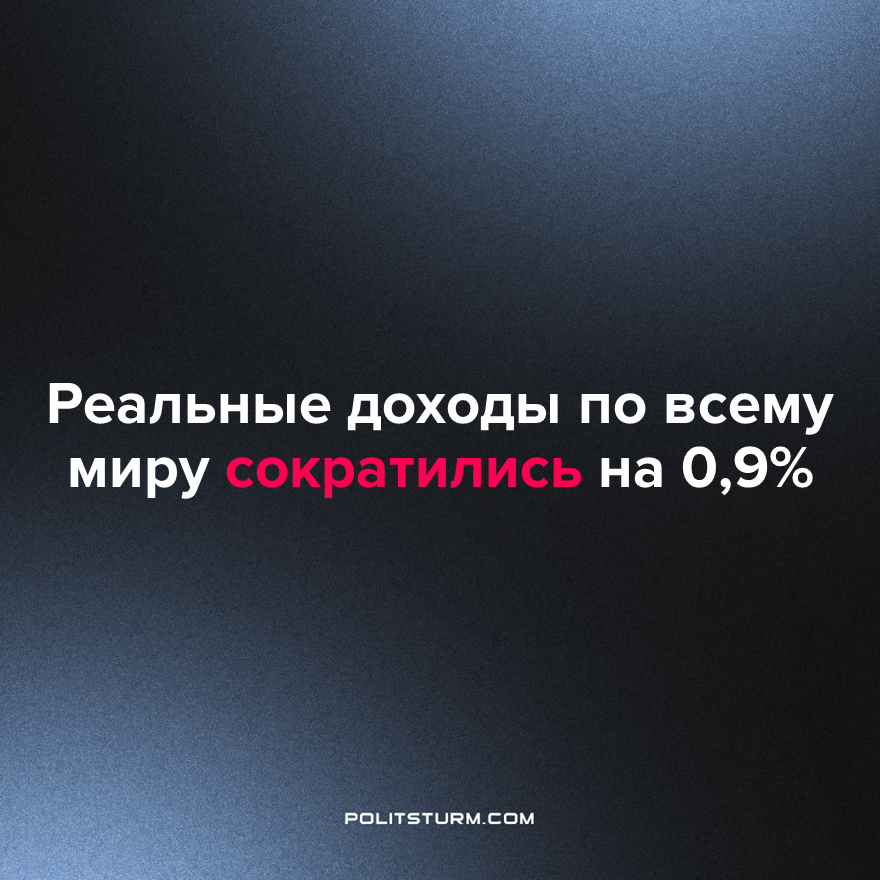 Реальные доходы по всему
миру сократились на 0,9%
POLITSTURM.COM